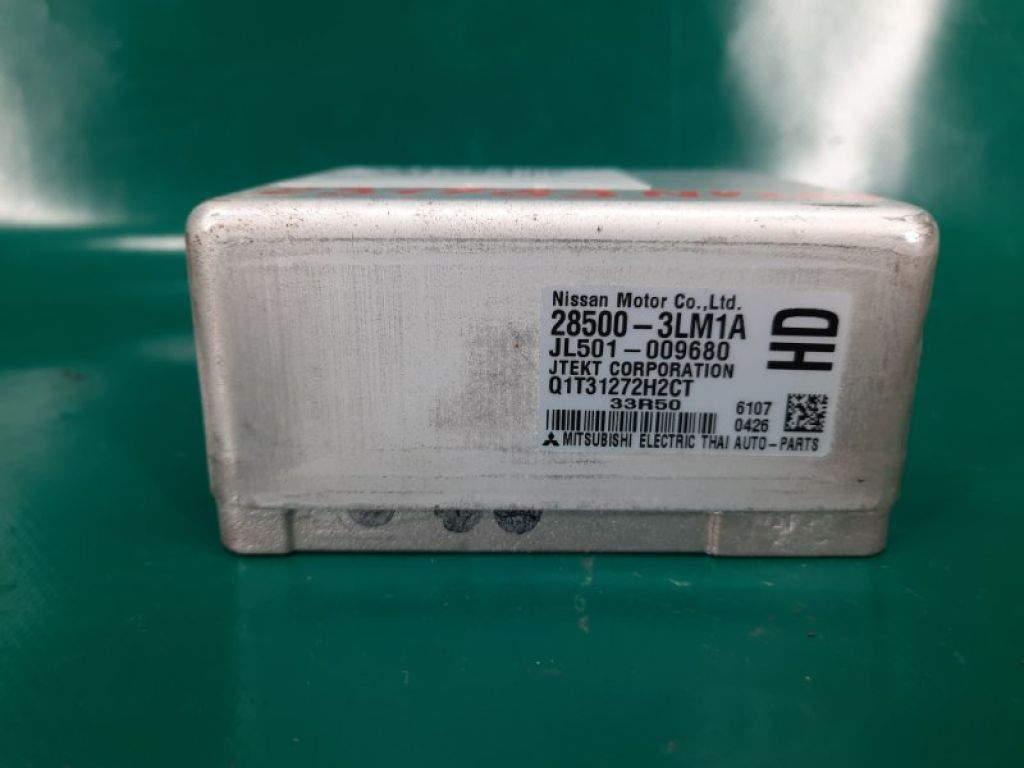 Nissan Motor Co.,Ltd.
28500-3LM1A
JL501-009680
JTEKT CORPORATION
Q1T31272H2CT
33R50
6107
0426
MITSUBISHI ELECTRIC THAI AUTO-PARTS
HD